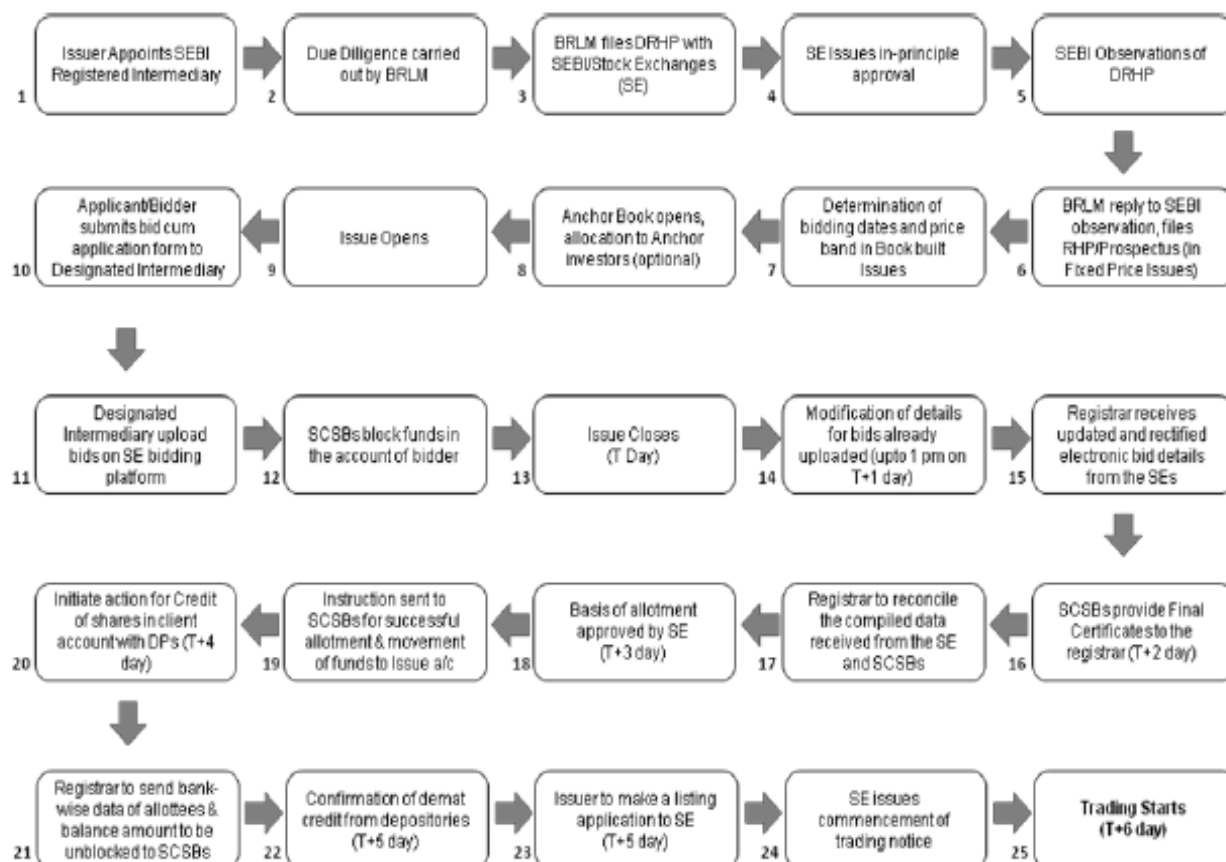 Issuer Appoints SEBI
Registered Intermediary
1
Due Diligence carried
out by BRLM
2
BRLM files DRHP with
SEBI/Stock Exchanges
(SE)
3
SE Issues in-principle
approval
4
SEBI Observations of
DRHP
5
BRLM reply to SEBI
observation, files
RHP/Prospectus (in
Fixed Price Issues)
6
Determination of
bidding dates and price
band in Book built
Issues
7
Anchor Book opens,
allocation to Anchor
investors (optional)
8
Issue Opens
9
Applicant/Bidder
submits bid cum
application form to
Designated Intermediary
10
Designated
Intermediary upload
bids on SE bidding
platform
11
SCSBs block funds in
the account of bidder
12
Issue Closes
(T Day)
13
Modification of details
for bids already
uploaded (upto 1 pm on
T+1 day)
14
Registrar receives
updated and rectified
electronic bid details
from the SEs
15
SCSBs provide Final
Certificates to the
registrar (T+2 day)
16
Registrar to reconcile
the compiled data
received from the SE
and SCSBs
17
Basis of allotment
approved by SE
(T+3 day)
18
Instruction sent to
SCSBs for successful
allotment & movement
of funds to Issue a/c
19
Initiate action for Credit
of shares in client
account with DPs (T+4
day)
20
Registrar to send bank-
wise data of allottees &
balance amount to be
unblocked to SCSBs
21
Confirmation of demat
credit from depositories
(T+5 day)
22
Issuer to make a listing
application to SE
(T+5 day)
23
SE issues
commencement of
trading notice
24
Trading Starts
(T+6 day)
25